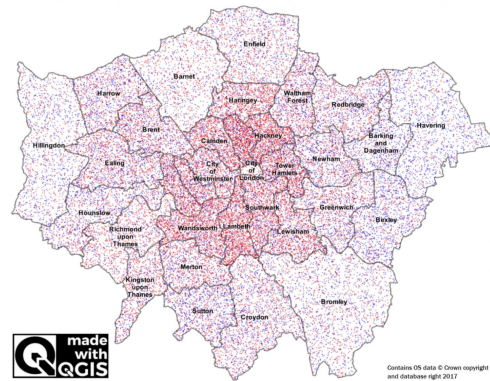 Enfield
Barnet
Harrow
Haringey
Waltham
Forest
Redbridge
Havering
Brent
Camden
Hackney
Barking
and
Dagenham
Hillingdon
Ealing
City
of
Westminster
City
of
London
Tower
Hamlets
Newham
Hounslow
Southwark
Greenwich
Bexley
Richmond
upon
Thames
Wandsworth
Lambeth
Lewisham
Merton
Kingston
upon
Thames
Sutton
Croydon
Bromley
made
with
QGIS
Contains OS data © Crown copyright
and database right 2017